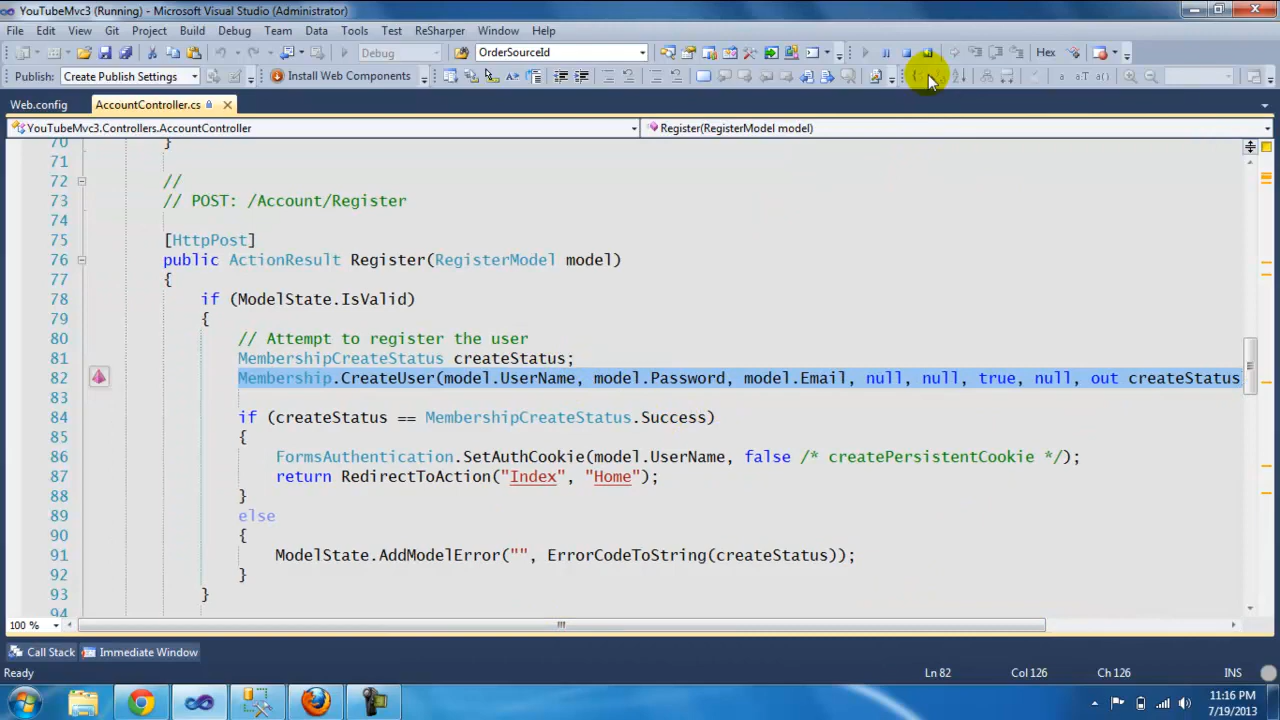 YouTubeMvc3 (Running) - Microsoft Visual Studio (Administrator)
File Edit View Git Project Build Debug Team Data Tools Test ReSharper Window Help
Debug OrderSourceId Hex
Publish: Create Publish Settings Install Web Components
Web.config AccountController.cs
YouTubeMvc3.Controllers.AccountController Register(RegisterModel model)
70 }
71
72 //
73 // POST: /Account/Register
74
75 [HttpPost]
76 public ActionResult Register(RegisterModel model)
77 {
78 if (ModelState.IsValid)
79 {
80 // Attempt to register the user
81 MembershipCreateStatus createStatus;
82 Membership.CreateUser(model.UserName, model.Password, model.Email, null, null, true, null, out createStatus
83
84 if (createStatus == MembershipCreateStatus.Success)
85 {
86 FormsAuthentication.SetAuthCookie(model.UserName, false /* createPersistentCookie */);
87 return RedirectToAction("Index", "Home");
88 }
89 else
90 {
91 ModelState.AddModelError("", ErrorCodeToString(createStatus));
92 }
93 }
94
100 %
Call Stack Immediate Window
Ready Ln 82 Col 126 Ch 126 INS
11:16 PM
7/19/2013